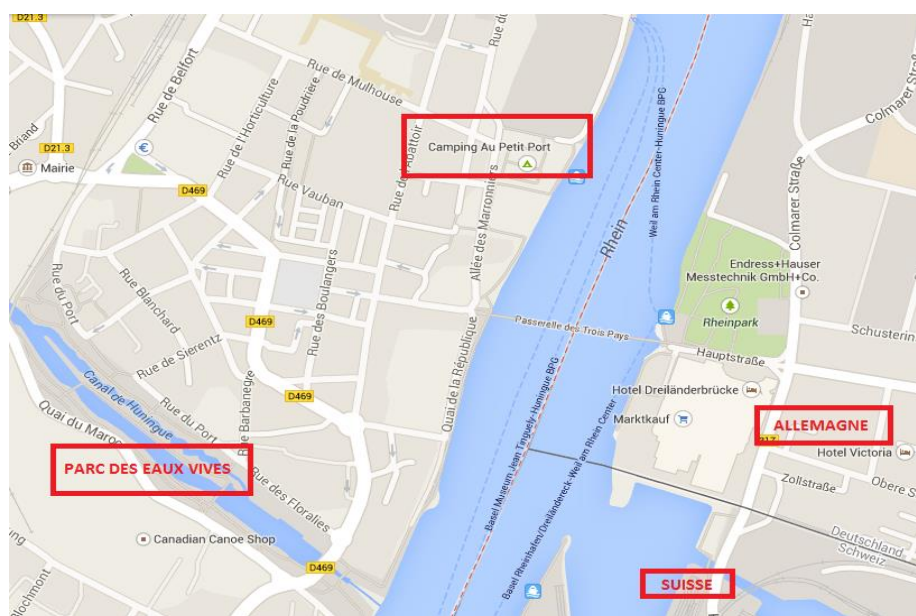 D21.3
Rue de Belfort
Rue de Mulhouse
Rue du
Ha
Colmarer Straß
Briand
D21.3
Mairie
€
Rue de l'Horticulture
Rue de la Poudrière
Rue de l'Abattoir
Camping Au Petit Port
D469
Rue Vauban
Allée des Marronniers
Rhein
Weil am Rhein Center-Huningue BPG
Colmarer Straße
Endress+Hauser
Messtechnik GmbH+Co.
Rheinpark
Rue du Port
Rue Blanchard
Rue des Boulangers
D469
Passerelle des Trois Pays
Schusterin
Hauptstraße
Rue de Sierentz
Canal de Huningue
Quai de la République
Basel Museum Jean Tinguely-Huningue BPG
Hotel Dreiländerbrücke
D469
Marktkauf
ALLEMAGNE
Quai du Maroc
Rue du Port
Rue Barbanegre
Hotel Victoria
PARC DES EAUX VIVES
Rue des Floralies
Basel Rheinhafen/Dreiländereck-Weil am Rhein Center
Zollstraße
Obere S
Canadian Canoe Shop
Deutschland
Schweiz
D469
SUISSE
Blochmont